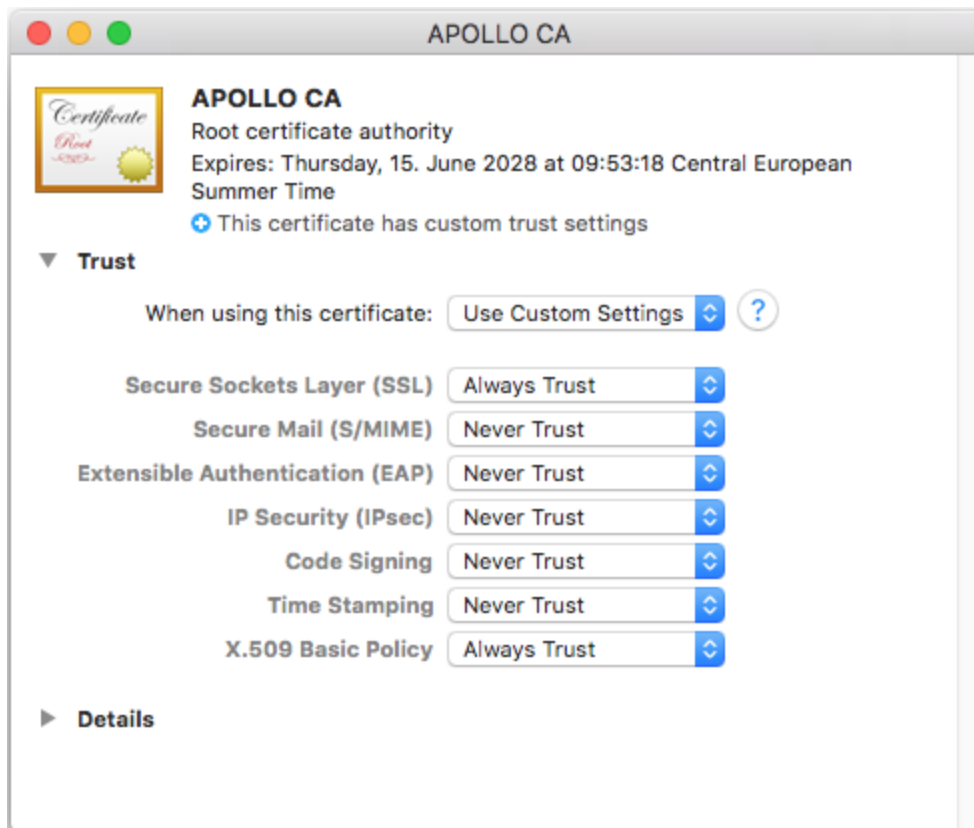 APOLLO CA
Certificate
Root
APOLLO CA
Root certificate authority
Expires: Thursday, 15. June 2028 at 09:53:18 Central European
Summer Time
This certificate has custom trust settings
Trust
When using this certificate: Use Custom Settings ?
Secure Sockets Layer (SSL) Always Trust
Secure Mail (S/MIME) Never Trust
Extensible Authentication (EAP) Never Trust
IP Security (IPsec) Never Trust
Code Signing Never Trust
Time Stamping Never Trust
X.509 Basic Policy Always Trust
Details